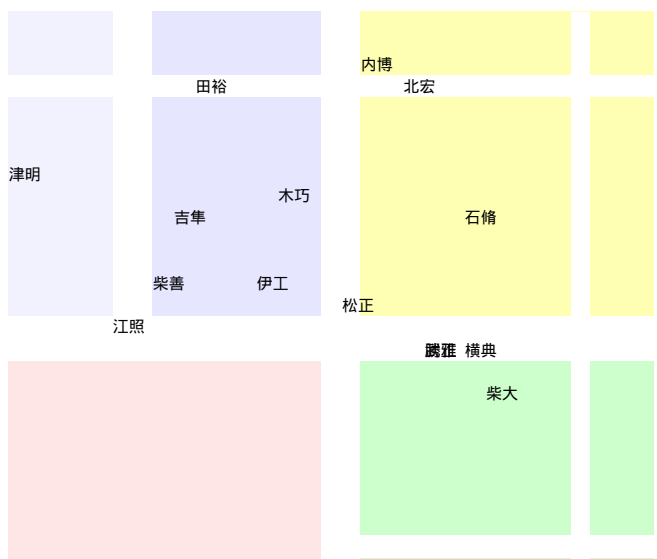 内博
田裕
北宏
津明
木巧
吉隼
石脩
柴善
伊工
松正
江照
横典
柴大